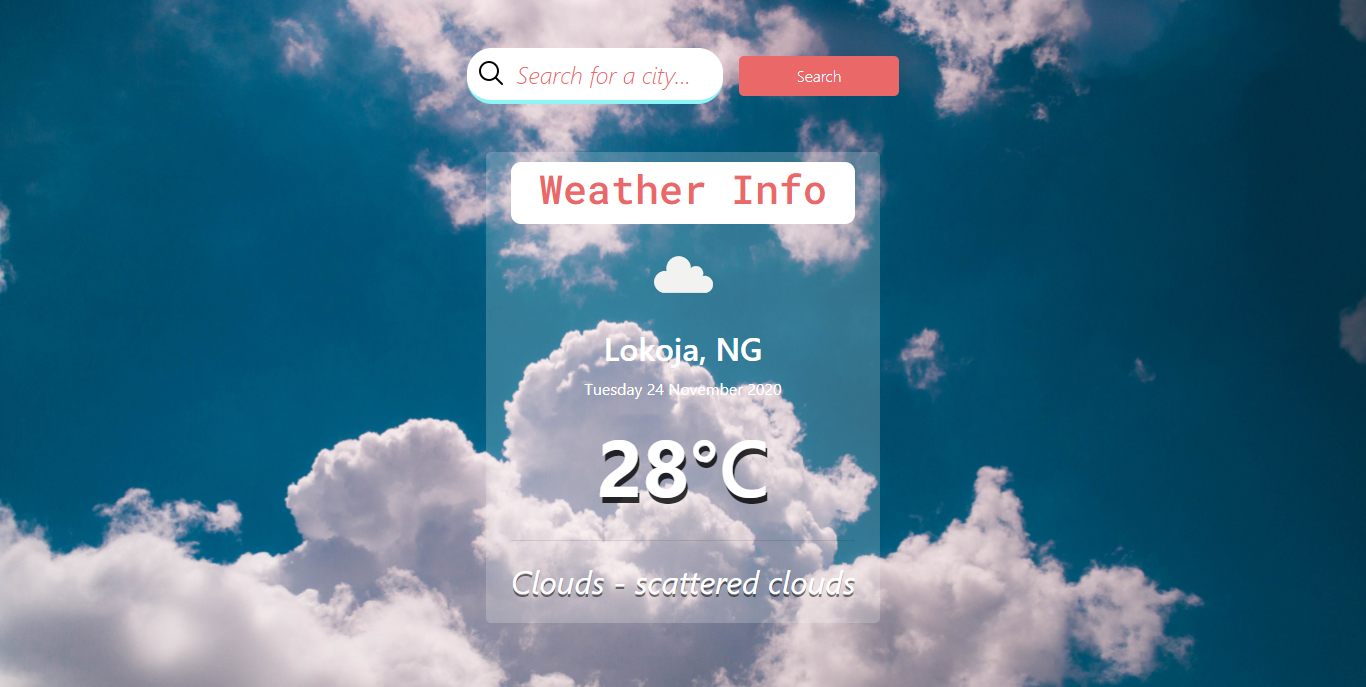 Search for a city...
Search
Weather Info
Lokoja, NG
Tuesday 24 November 2020
28°C
Clouds - scattered clouds